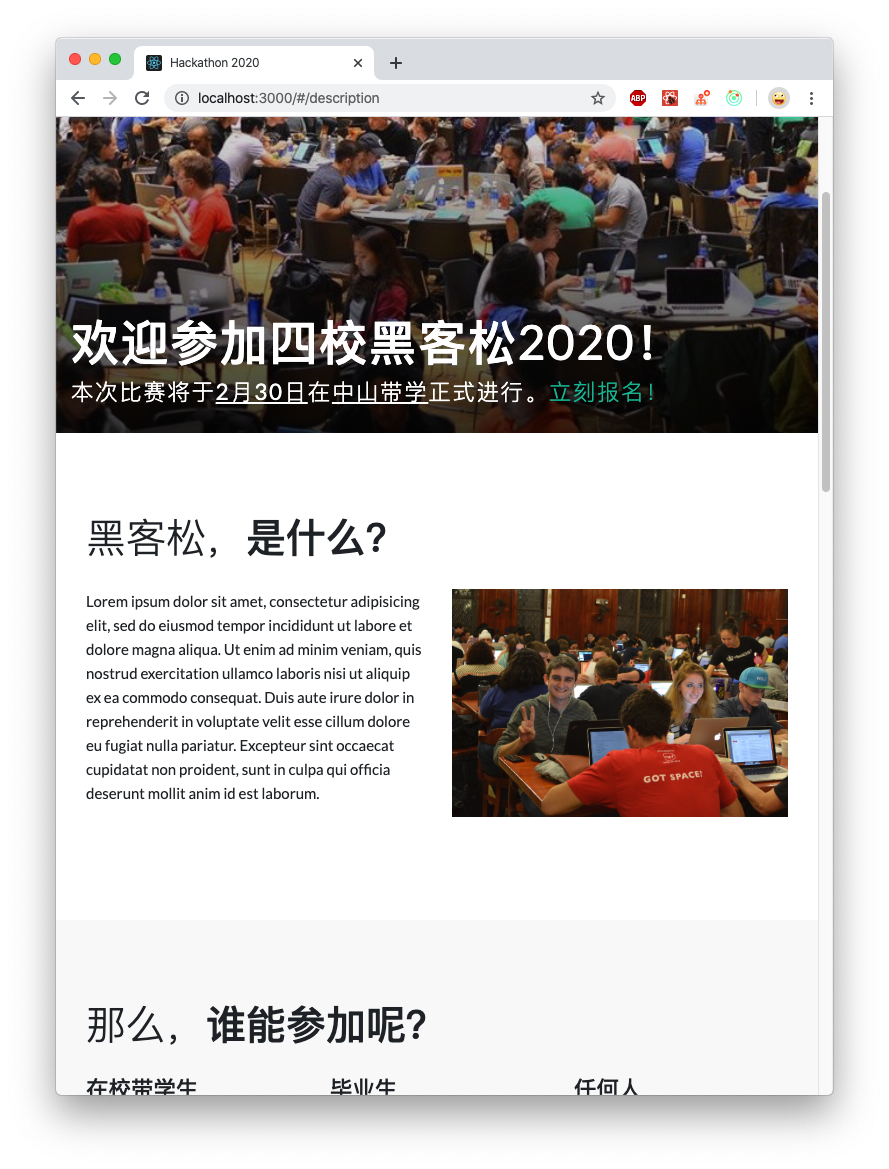 Hackathon 2020
localhost:3000/#/description
ABP
欢迎参加四校黑客松2020！
本次比赛将于2月30日在中山带学正式进行。立刻报名！
黑客松，是什么?
Lorem ipsum dolor sit amet, consectetur adipisicing
elit, sed do eiusmod tempor incididunt ut labore et
dolore magna aliqua. Ut enim ad minim veniam, quis
nostrud exercitation ullamco laboris nisi ut aliquip
ex ea commodo consequat. Duis aute irure dolor in
reprehenderit in voluptate velit esse cillum dolore
eu fugiat nulla pariatur. Excepteur sint occaecat
cupidatat non proident, sunt in culpa qui officia
deserunt mollit anim id est laborum.
GOT SPACE?
那么，谁能参加呢?
在校带学生 毕业生 任何人